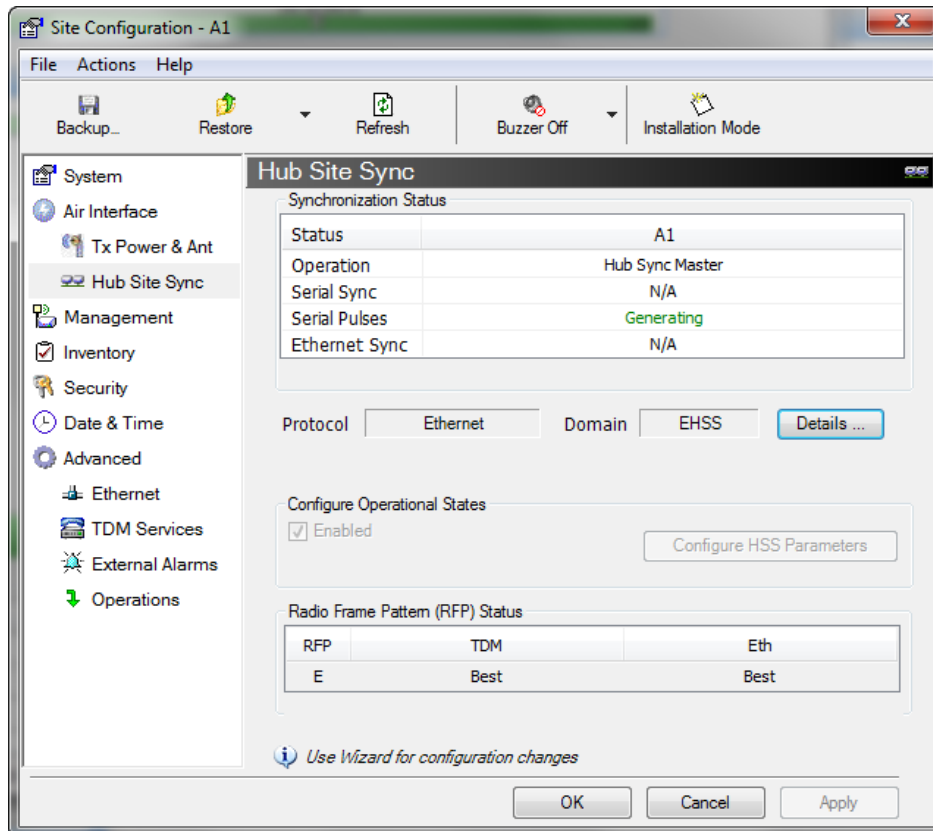 Site Configuration - A1
File Actions Help
Backup... Restore Refresh Buzzer Off Installation Mode
System
Air Interface
Tx Power & Ant
Hub Site Sync
Management
Inventory
Security
Date & Time
Advanced
Ethernet
TDM Services
External Alarms
Operations
Hub Site Sync
Synchronization Status
Status A1
Operation Hub Sync Master
Serial Sync N/A
Serial Pulses Generating
Ethernet Sync N/A
Protocol Ethernet Domain EHSS Details ...
Configure Operational States
Enabled
Configure HSS Parameters
Radio Frame Pattern (RFP) Status
RFP TDM Eth
E Best Best
Use Wizard for configuration changes
OK Cancel Apply